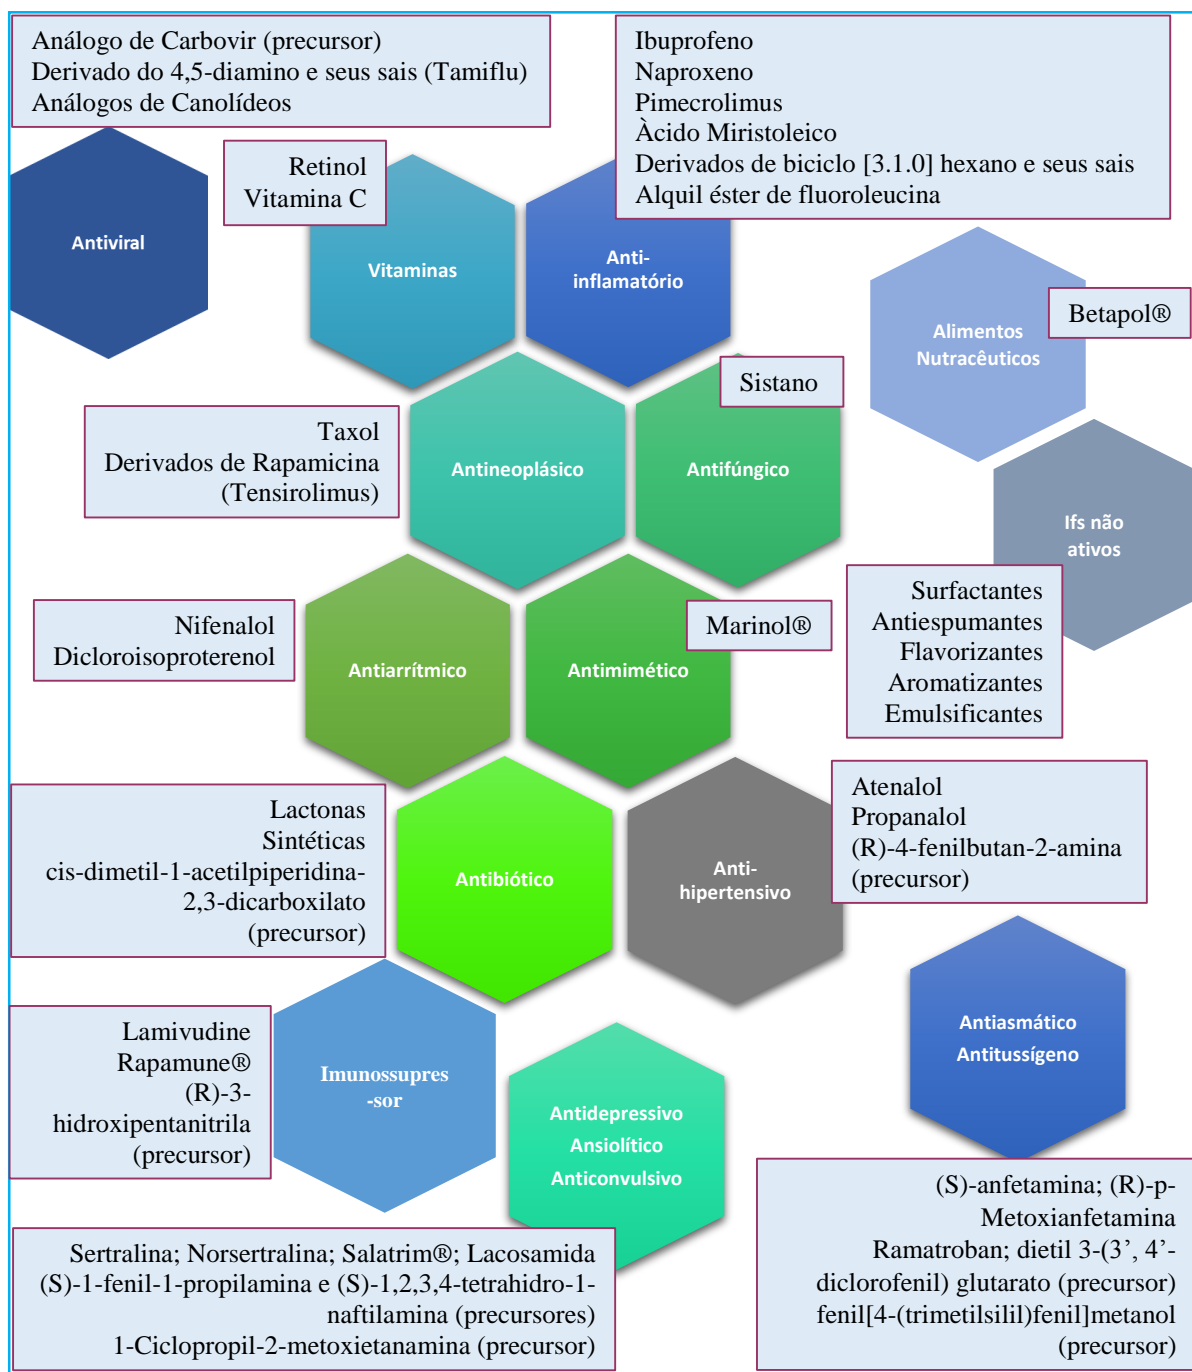 Análogo de Carbovir (precursor)
Derivado do 4,5-diamino e seus sais (Tamiflu)
Análogos de Canolídeos
Ibuprofeno
Naproxeno
Pimecrolimus
Àcido Miristoleico
Derivados de biciclo [3.1.0] hexano e seus sais
Alquil éster de fluoroleucina
Antiviral
Retinol
Vitamina C
Vitaminas
Anti-
inflamatório
Betapol®
Alimentos
Nutracêuticos
Taxol
Derivados de Rapamicina
(Tensirolimus)
Antineoplásico
Sistano
Antifúngico
Ifs não
ativos
Surfactantes
Antiespumantes
Flavorizantes
Aromatizantes
Emulsificantes
Nifenalol
Dicloroisoproterenol
Antiarrítmico
Marinol®
Antimimético
Lactonas
Sintéticas
cis-dimetil-1-acetilpiperidina-
2,3-dicarboxilato
(precursor)
Antibiótico
Anti-
hipertensivo
Atenalol
Propanalol
(R)-4-fenilbutan-2-amina
(precursor)
Lamivudine
Rapamune®
(R)-3-
hidroxipentanitrila
(precursor)
Imunossupres
-sor
Antidepressivo
Ansiolítico
Anticonvulsivo
Antiasmático
Antitussígeno
Sertralina; Norsertralina; Salatrim®; Lacosamida
(S)-1-fenil-1-propilamina e (S)-1,2,3,4-tetrahidro-1-
naftilamina (precursores)
1-Ciclopropil-2-metoxietanamina (precursor)
(S)-anfetamina; (R)-p-
Metoxianfetamina
Ramatroban; dietil 3-(3’, 4’-
diclorofenil) glutarato (precursor)
fenil[4-(trimetilsilil)fenil]metanol
(precursor)